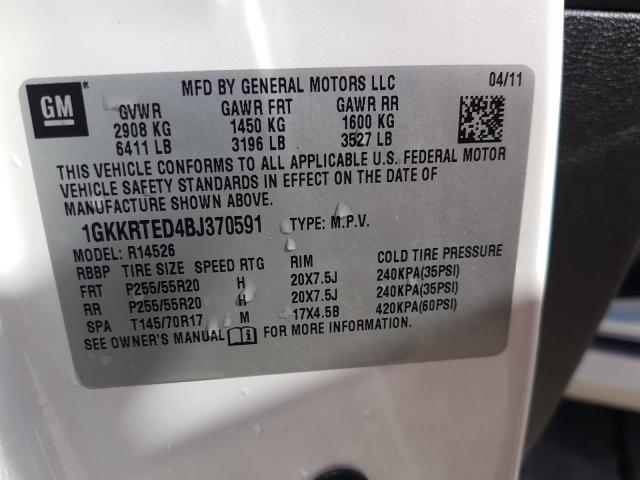 GM ®
MFD BY GENERAL MOTORS LLC 04/11
GVWR GAWR FRT GAWR RR
2908 KG 1450 KG 1600 KG
6411 LB 3196 LB 3527 LB
THIS VEHICLE CONFORMS TO ALL APPLICABLE U.S. FEDERAL MOTOR
VEHICLE SAFETY STANDARDS IN EFFECT ON THE DATE OF
MANUFACTURE SHOWN ABOVE.
1GKKRTED4BJ370591 TYPE: M.P.V.
MODEL: R14526
RBBP TIRE SIZE SPEED RTG RIM COLD TIRE PRESSURE
FRT P255/55R20 H 20X7.5J 240KPA(35PSI)
RR P255/55R20 H 20X7.5J 240KPA(35PSI)
SPA T145/70R17 M 17X4.5B 420KPA(60PSI)
SEE OWNER'S MANUAL i FOR MORE INFORMATION.